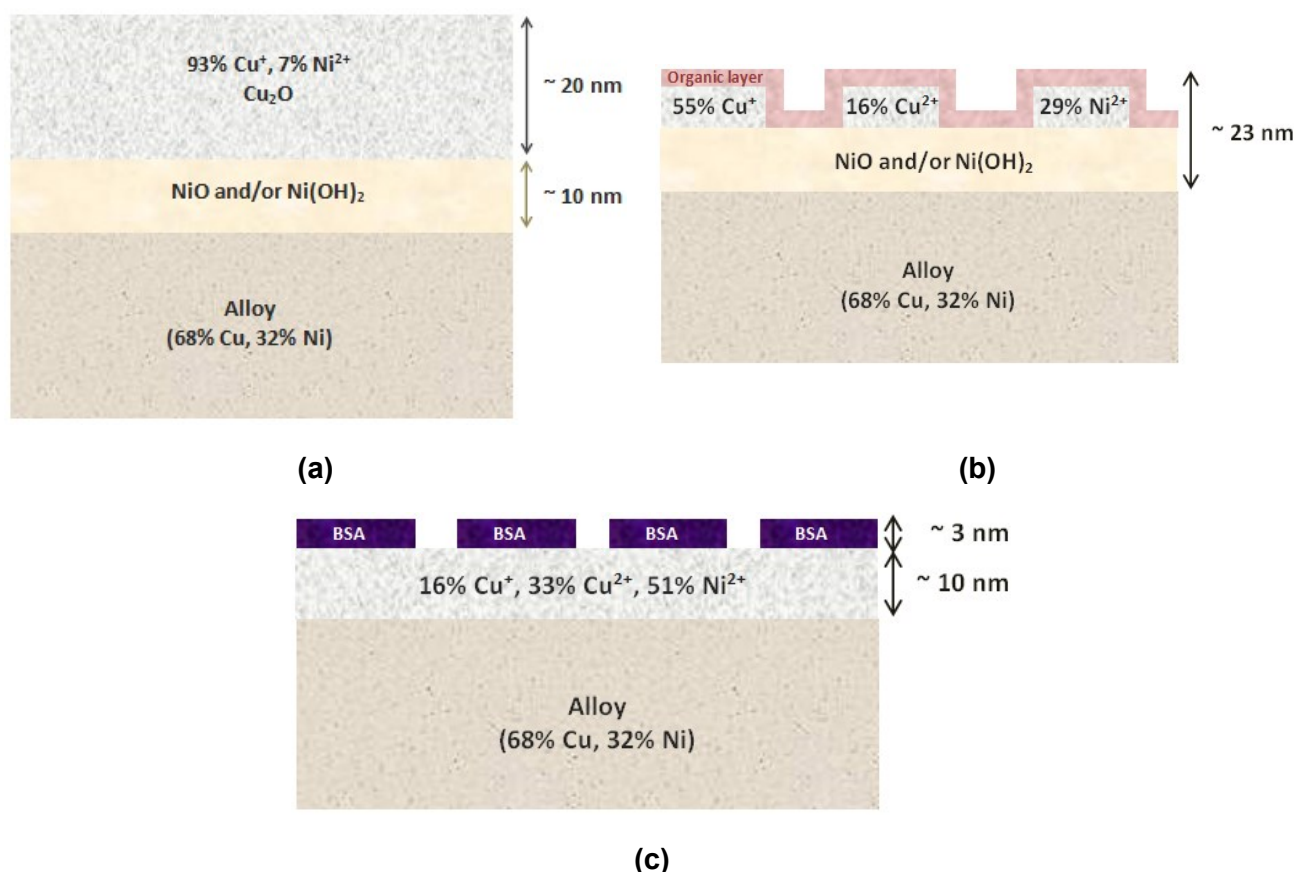 93% Cu⁺, 7% Ni²⁺
Cu₂O
~ 20 nm
NiO and/or Ni(OH)₂
~ 10 nm
Alloy
(68% Cu, 32% Ni)
(a)
Organic layer
55% Cu⁺
16% Cu²⁺
29% Ni²⁺
~ 23 nm
NiO and/or Ni(OH)₂
Alloy
(68% Cu, 32% Ni)
(b)
BSA
BSA
BSA
BSA
~ 3 nm
16% Cu⁺, 33% Cu²⁺, 51% Ni²⁺
~ 10 nm
Alloy
(68% Cu, 32% Ni)
(c)